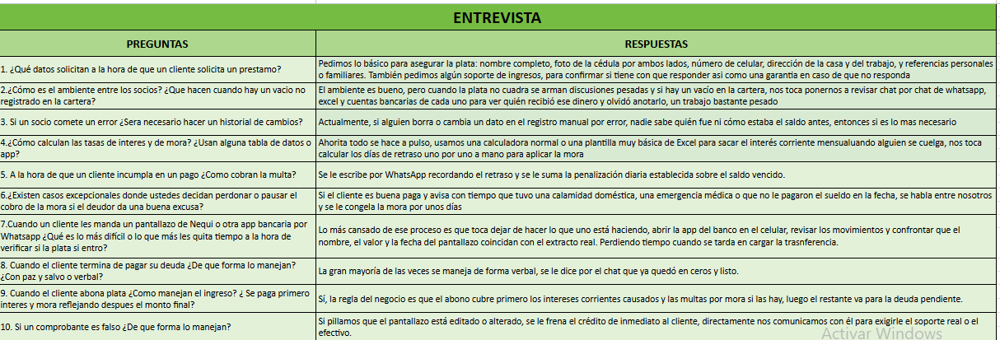 ENTREVISTA
PREGUNTAS
RESPUESTAS
1. ¿Qué datos solicitan a la hora de que un cliente solicita un prestamo?
Pedimos lo básico para asegurar la plata: nombre completo, foto de la cédula por ambos lados, número de celular, dirección de la casa y del trabajo, y referencias personales
o familiares. También pedimos algún soporte de ingresos, para confirmar si tiene con que responder asi como una garantia en caso de que no responda
2.¿Cómo es el ambiente entre los socios? ¿Que hacen cuando hay un vacio no
registrado en la cartera?
El ambiente es bueno, pero cuando la plata no cuadra se arman discusiones pesadas y si hay un vacío en la cartera, nos toca ponernos a revisar chat por chat de whatsapp,
excel y cuentas bancarias de cada uno para ver quién recibió ese dinero y olvidó anotarlo, un trabajo bastante pesado
3. Si un socio comete un error ¿Sera necesario hacer un historial de cambios?
Actualmente, si alguien borra o cambia un dato en el registro manual por error, nadie sabe quién fue ni cómo estaba el saldo antes, entonces si es lo mas necesario
4.¿Cómo calculan las tasas de interes y de mora? ¿Usan alguna tabla de datos o
app?
Ahorita todo se hace a pulso, usamos una calculadora normal o una plantilla muy básica de Excel para sacar el interés corriente mensualuando alguien se cuelga, nos toca
calcular los días de retraso uno por uno a mano para aplicar la mora
5. A la hora de que un cliente incumpla en un pago ¿Como cobran la multa?
Se le escribe por WhatsApp recordando el retraso y se le suma la penalización diaria establecida sobre el saldo vencido.
6.¿Existen casos excepcionales donde ustedes decidan perdonar o pausar el
cobro de la mora si el deudor da una buena excusa?
Si el cliente es buena paga y avisa con tiempo que tuvo una calamidad doméstica, una emergencia médica o que no le pagaron el sueldo en la fecha, se habla entre nosotros
y se le congela la mora por unos días
7.Cuando un cliente les manda un pantallazo de Nequi o otra app bancaria por
Whatsapp ¿Qué es lo más difícil o lo que más les quita tiempo a la hora de
verificar si la plata si entro?
Lo más cansado de ese proceso es que toca dejar de hacer lo que uno está haciendo, abrir la app del banco en el celular, revisar los movimientos y confrontar que el
nombre, el valor y la fecha del pantallazo coincidan con el extracto real. Perdiendo tiempo cuando se tarda en cargar la trasnferencia.
8. Cuando el cliente termina de pagar su deuda ¿De que forma lo manejan?
¿Con paz y salvo o verbal?
La gran mayoría de las veces se maneja de forma verbal, se le dice por el chat que ya quedó en ceros y listo.
9. Cuando el cliente abona plata ¿Como manejan el ingreso? ¿ Se paga primero
interes y mora reflejando despues el monto final?
Sí, la regla del negocio es que el abono cubre primero los intereses corrientes causados y las multas por mora si las hay, luego el restante va para la deuda pendiente.
10. Si un comprobante es falso ¿De que forma lo manejan?
Si pillamos que el pantallazo está editado o alterado, se le frena el crédito de inmediato al cliente, directamente nos comunicamos con él para exigirle el soporte real o el
efectivo.
Activar Windows